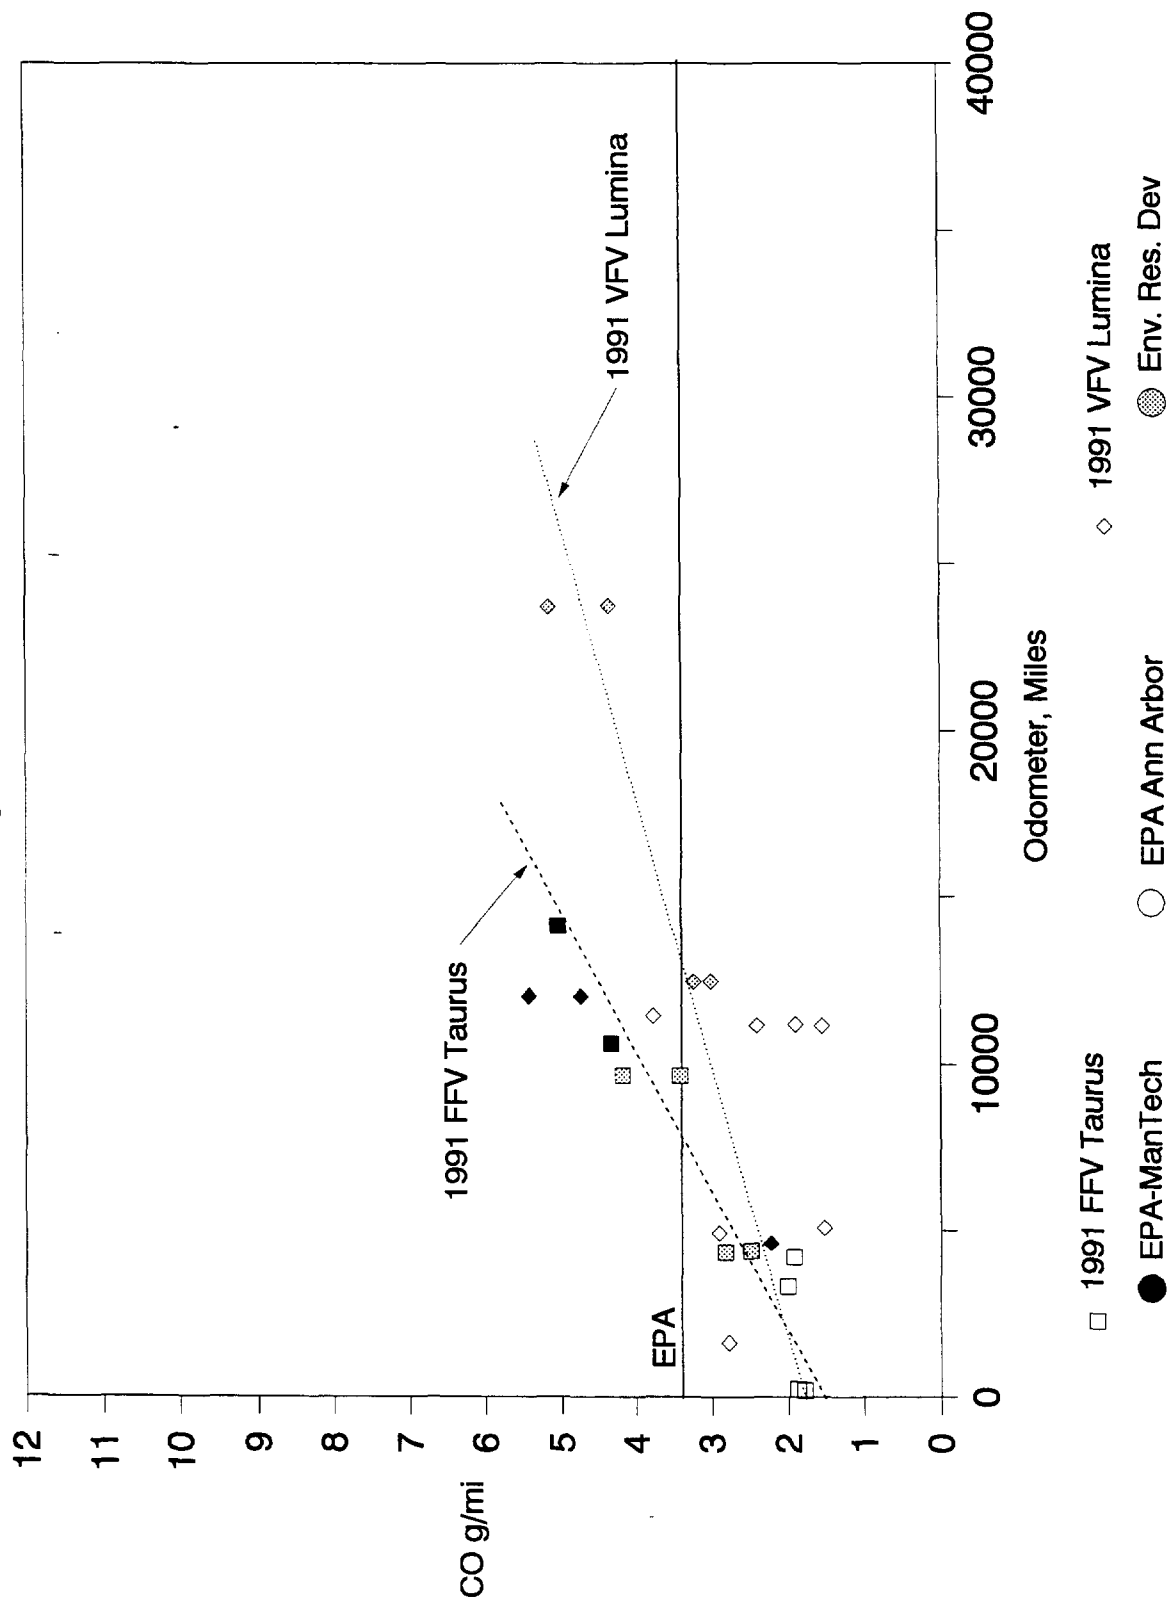 12
11
10
9
8
7
6
5
4
3
2
1
0
CO g/mi
EPA
1991 FFV Taurus
1991 VFV Lumina
0
10000
20000
30000
40000
Odometer, Miles
1991 FFV Taurus
1991 VFV Lumina
EPA-ManTech
EPA Ann Arbor
Env. Res. Dev